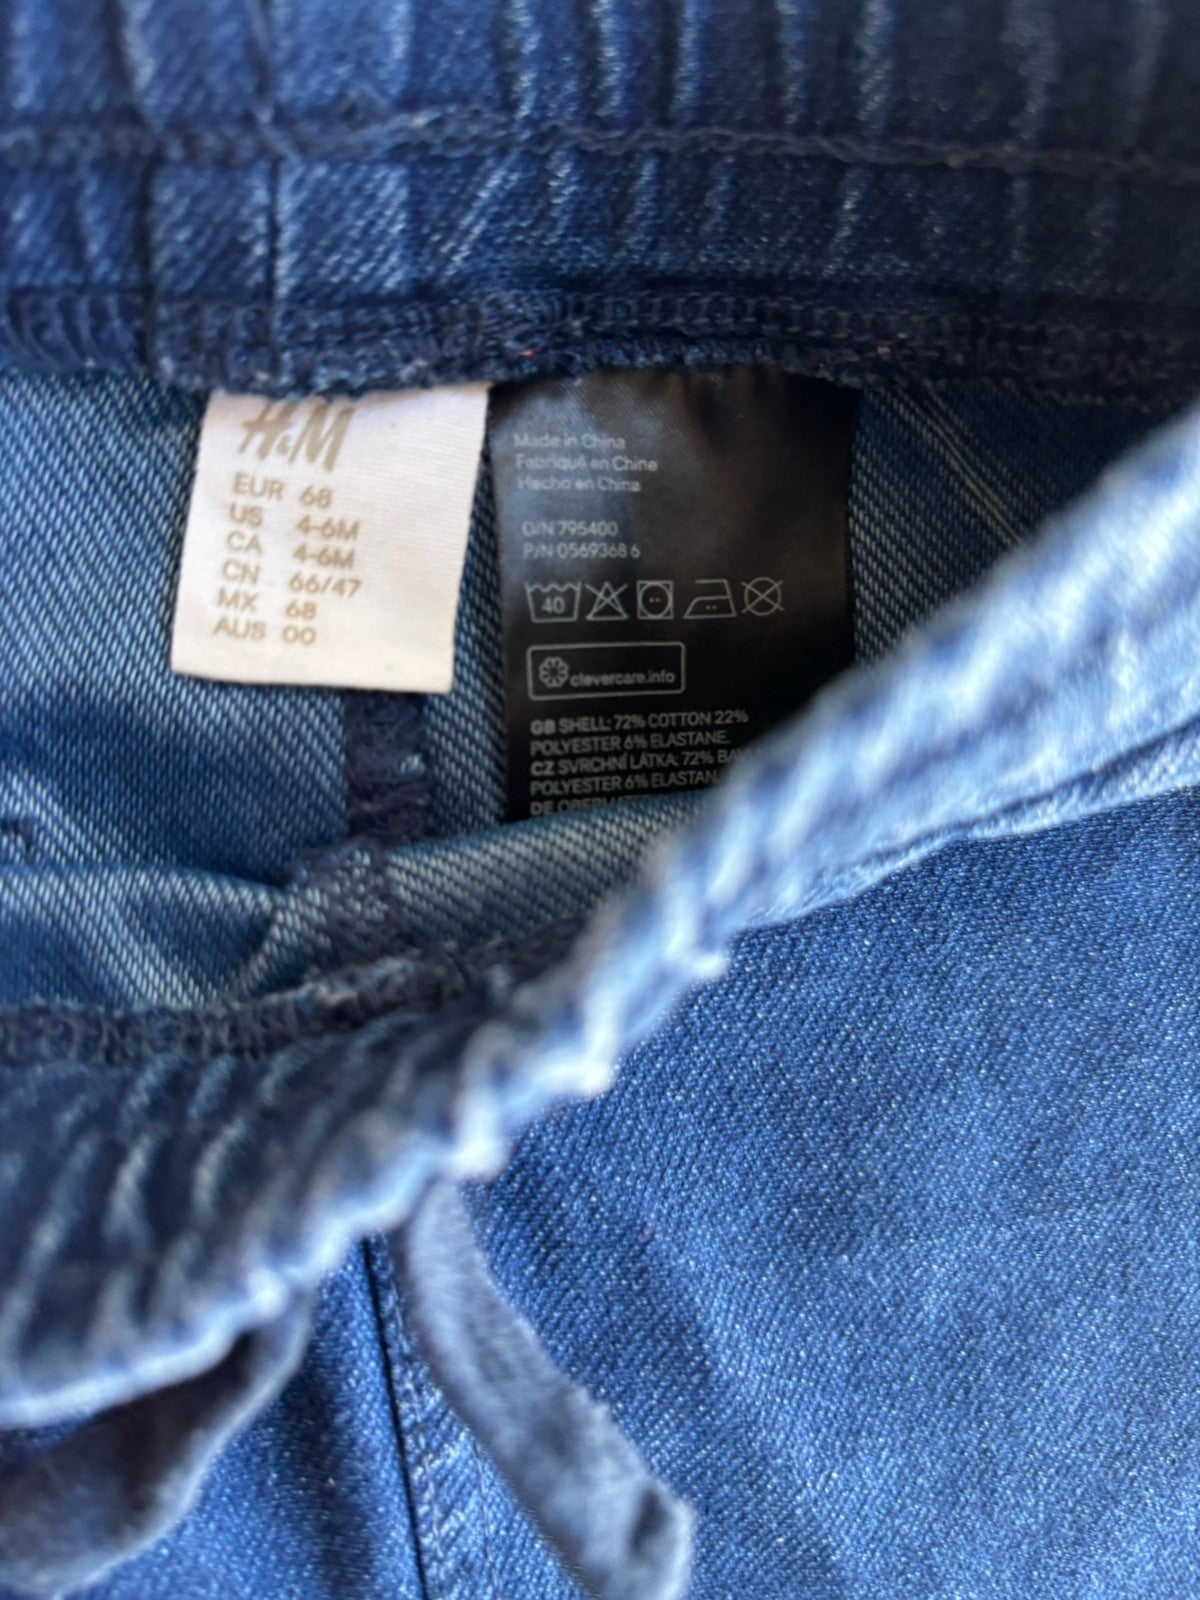 H&M
EUR 68
US 4-6M
CA 4-6M
CN 66/47
MX 68
AUS 00
Made in China
Fabriqué en Chine
Hecho en China
O/N 795400
P/N 0569368 6
40
clevercare.info
GB SHELL: 72% COTTON 22%
POLYESTER 6% ELASTANE.
CZ SVRCHNÍ LÁTKA: 72%
POLYESTER 6% ELASTAN
DE